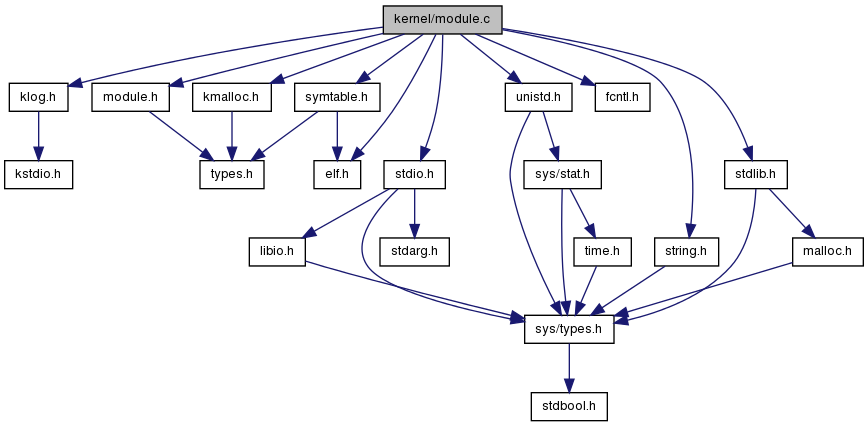 kernel/module.c
klog.h
module.h
kmalloc.h
symtable.h
unistd.h
fcntl.h
kstdio.h
types.h
elf.h
stdio.h
sys/stat.h
stdlib.h
libio.h
stdarg.h
time.h
string.h
malloc.h
sys/types.h
stdbool.h